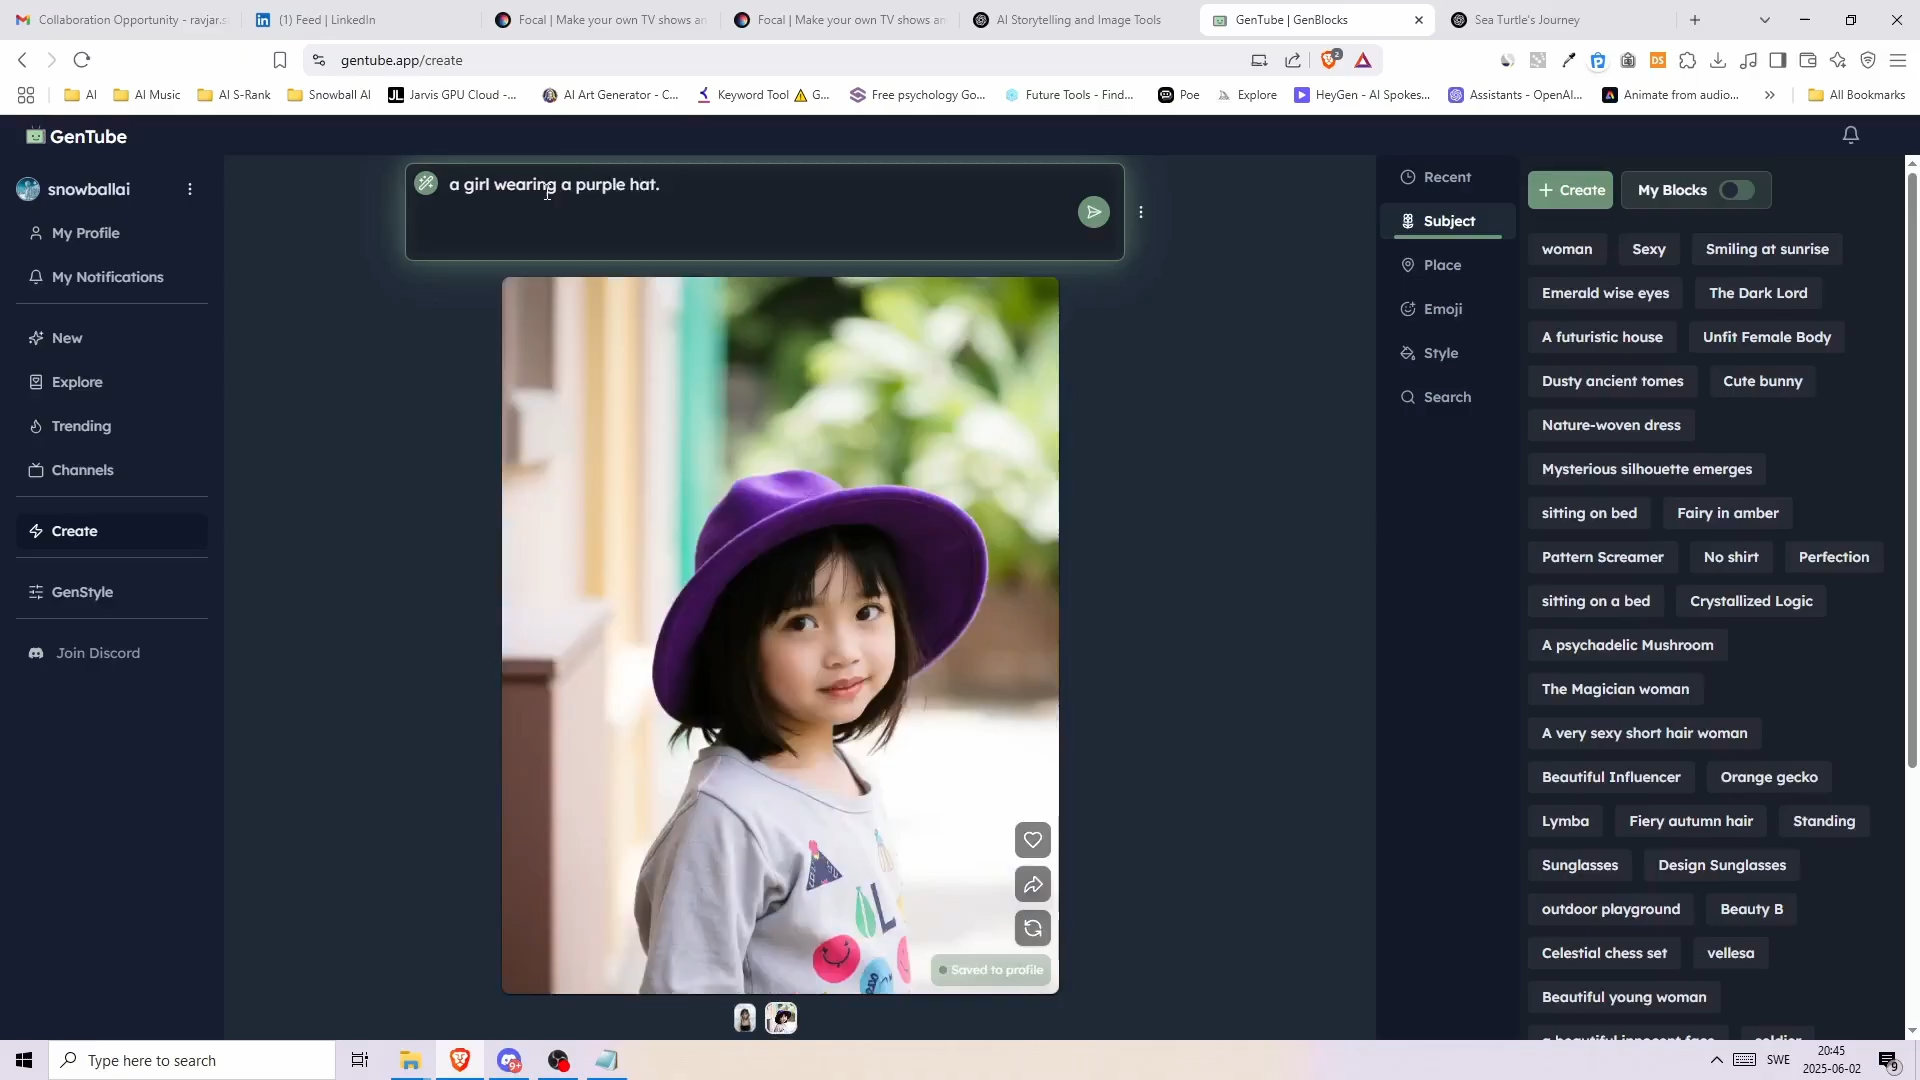 Collaboration Opportunity - ravjar.s
(1) Feed | LinkedIn
Focal | Make your own TV shows an
Focal | Make your own TV shows an
AI Storytelling and Image Tools
GenTube | GenBlocks
Sea Turtle's Journey
gentube.app/create
2
AI
AI Music
AI S-Rank
Snowball AI
JL Jarvis GPU Cloud -...
AI Art Generator - C...
Keyword Tool ⚠ G...
Free psychology Go...
Future Tools - Find...
Poe
Explore
HeyGen - AI Spokes...
Assistants - OpenAI...
Animate from audio...
All Bookmarks
DS
GenTube
snowballai
My Profile
My Notifications
New
Explore
Trending
Channels
Create
GenStyle
Join Discord
a girl wearing a purple hat.
Saved to profile
Recent
Subject
Place
Emoji
Style
Search
+ Create
My Blocks
woman Sexy Smiling at sunrise
Emerald wise eyes The Dark Lord
A futuristic house Unfit Female Body
Dusty ancient tomes Cute bunny
Nature-woven dress
Mysterious silhouette emerges
sitting on bed Fairy in amber
Pattern Screamer No shirt Perfection
sitting on a bed Crystallized Logic
A psychadelic Mushroom
The Magician woman
A very sexy short hair woman
Beautiful Influencer Orange gecko
Lymba Fiery autumn hair Standing
Sunglasses Design Sunglasses
outdoor playground Beauty B
Celestial chess set vellesa
Beautiful young woman
Type here to search
9+
SWE
20:45
2025-06-02
9